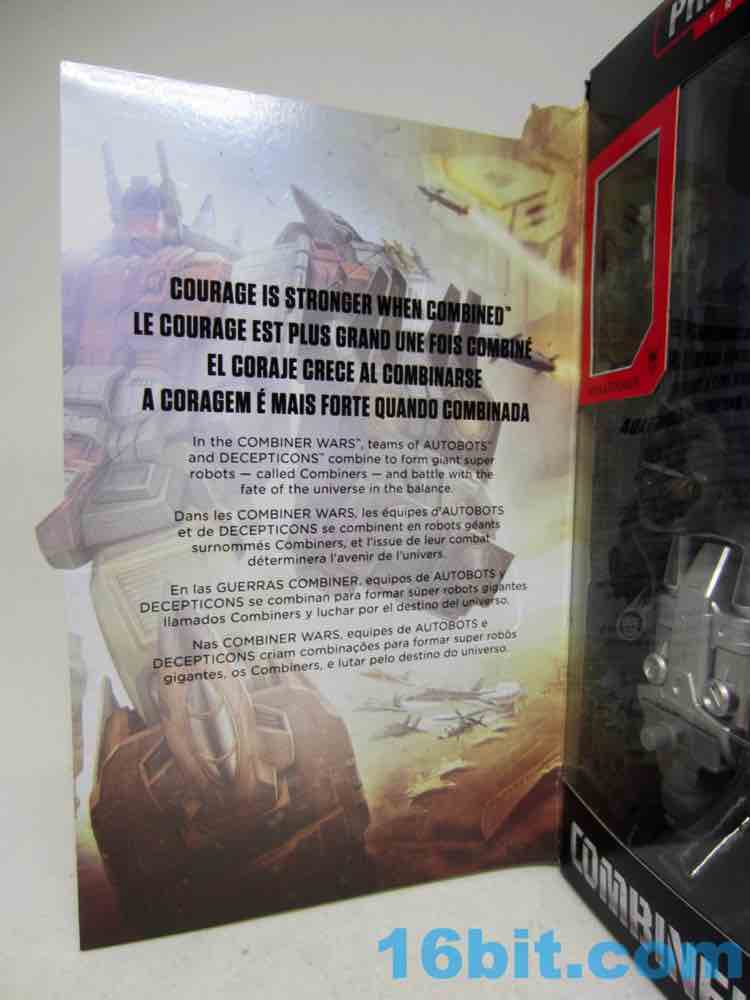 COURAGE IS STRONGER WHEN COMBINED™
LE COURAGE EST PLUS GRAND UNE FOIS COMBINÉ
EL CORAJE CRECE AL COMBINARSE
A CORAGEM É MAIS FORTE QUANDO COMBINADA
In the COMBINER WARS™, teams of AUTOBOTS™
and DECEPTICONS™ combine to form giant super
robots — called Combiners — and battle with the
fate of the universe in the balance.
Dans les COMBINER WARS, les équipes d'AUTOBOTS
et de DECEPTICONS se combinent en robots géants
surnommés Combiners, et l'issue de leur combat
déterminera l'avenir de l'univers.
En las GUERRAS COMBINER, equipos de AUTOBOTS y
DECEPTICONS se combinan para formar súper robots gigantes
llamados Combiners y luchar por el destino del universo.
Nas COMBINER WARS, equipes de AUTOBOTS e
DECEPTICONS criam combinações para formar super robôs
gigantes, os Combiners, e lutar pelo destino do universo.
16bit.com